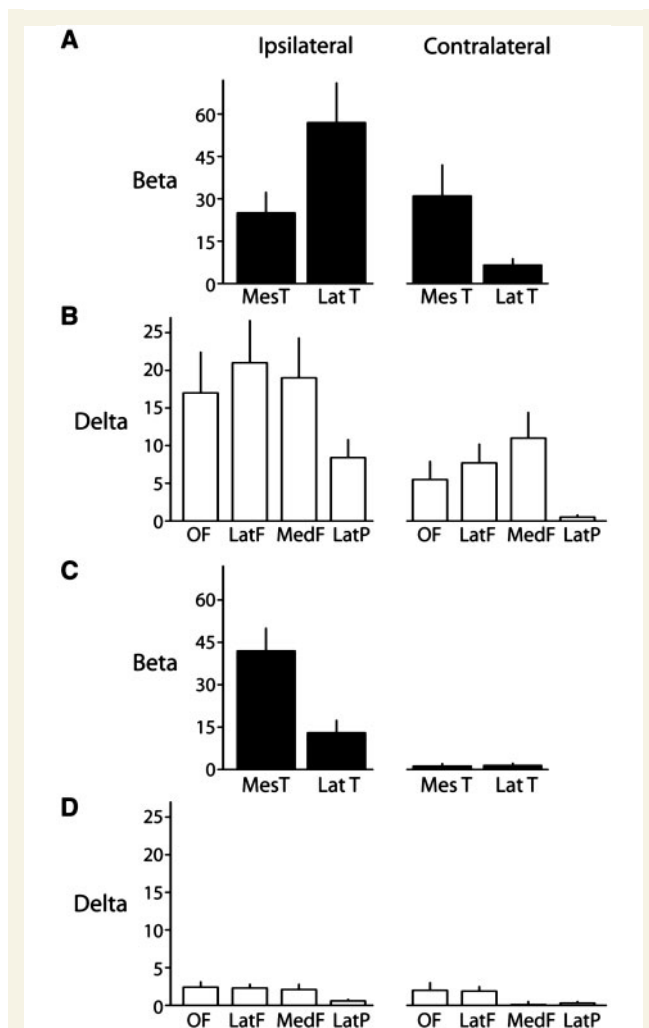 A
Ipsilateral Contralateral
Beta
60
45
30
15
0
MesT Lat T Mes T Lat T
B
Delta
25
20
15
10
5
0
OF LatF MedF LatP OF LatF MedF LatP
C
Beta
60
45
30
15
0
MesT Lat T Mes T Lat T
D
Delta
25
20
15
10
5
0
OF LatF MedF LatP OF LatF MedF LatP